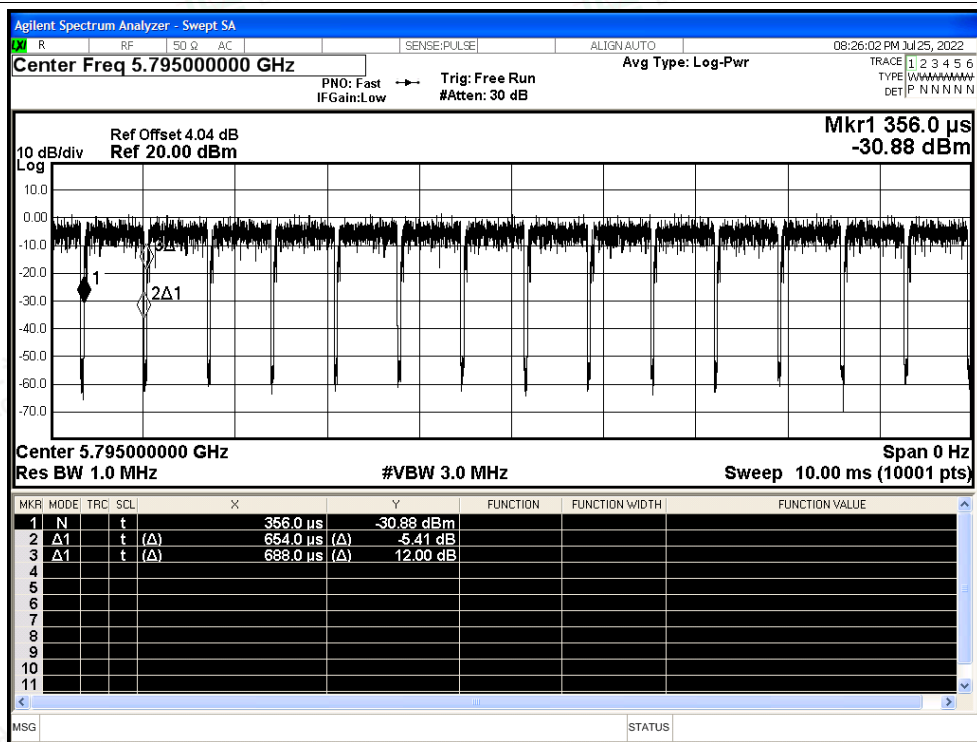 Agilent Spectrum Analyzer - Swept SA
LXI R RF 50 Ω AC SENSE:PULSE ALIGN AUTO 08:26:02 PM Jul 25, 2022
Center Freq 5.795000000 GHz Avg Type: Log-Pwr TRACE 1 2 3 4 5 6
PNO: Fast Trig: Free Run TYPE WWWWWW
IFGain:Low #Atten: 30 dB DET P N N N N N
Mkr1 356.0 µs
Ref Offset 4.04 dB
10 dB/div Ref 20.00 dBm -30.88 dBm
Log
10.0
0.00
-10.0
3Δ1
-20.0
1
2Δ1
-30.0
-40.0
-50.0
-60.0
-70.0
Center 5.795000000 GHz Span 0 Hz
Res BW 1.0 MHz #VBW 3.0 MHz Sweep 10.00 ms (10001 pts)
MKR MODE TRC SCL X Y FUNCTION FUNCTION WIDTH FUNCTION VALUE
1 N t 356.0 µs -30.88 dBm
2 Δ1 t (Δ) 654.0 µs (Δ) -5.41 dB
3 Δ1 t (Δ) 688.0 µs (Δ) 12.00 dB
4
5
6
7
8
9
10
11
MSG STATUS